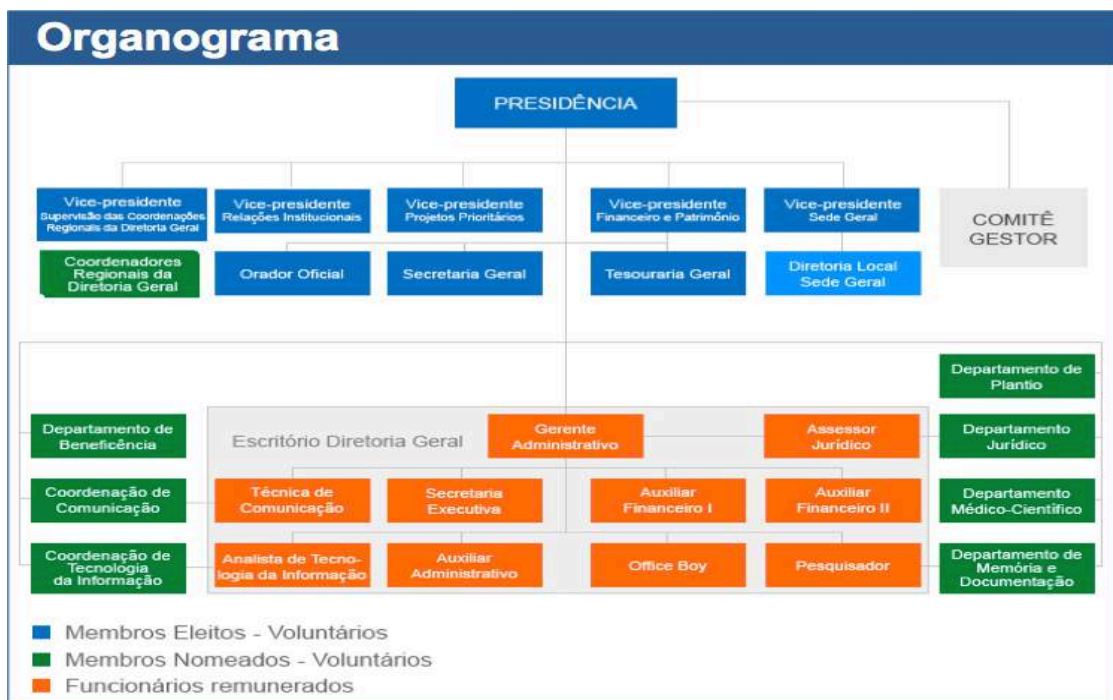 Organograma
PRESIDÊNCIA
Vice-presidente
Supervisão das Coordenações
Regionais da Diretoria Geral
Vice-presidente
Relações Institucionais
Vice-presidente
Projetos Prioritários
Vice-presidente
Financeiro e Patrimônio
Vice-presidente
Sede Geral
COMITÊ
GESTOR
Coordenadores
Regionais da
Diretoria Geral
Orador Oficial
Secretaria Geral
Tesouraria Geral
Diretoria Local
Sede Geral
Departamento de
Plantio
Departamento de
Beneficência
Escritório Diretoria Geral
Gerente
Administrativo
Assessor
Jurídico
Departamento
Jurídico
Coordenação de
Comunicação
Técnica de
Comunicação
Secretaria
Executiva
Auxiliar
Financeiro I
Auxiliar
Financeiro II
Departamento
Médico-Científico
Coordenação de
Tecnologia
da Informação
Analista de Tecno-
logia da Informação
Auxiliar
Administrativo
Office Boy
Pesquisador
Departamento de
Memória e
Documentação
Membros Eleitos - Voluntários
Membros Nomeados - Voluntários
Funcionários remunerados